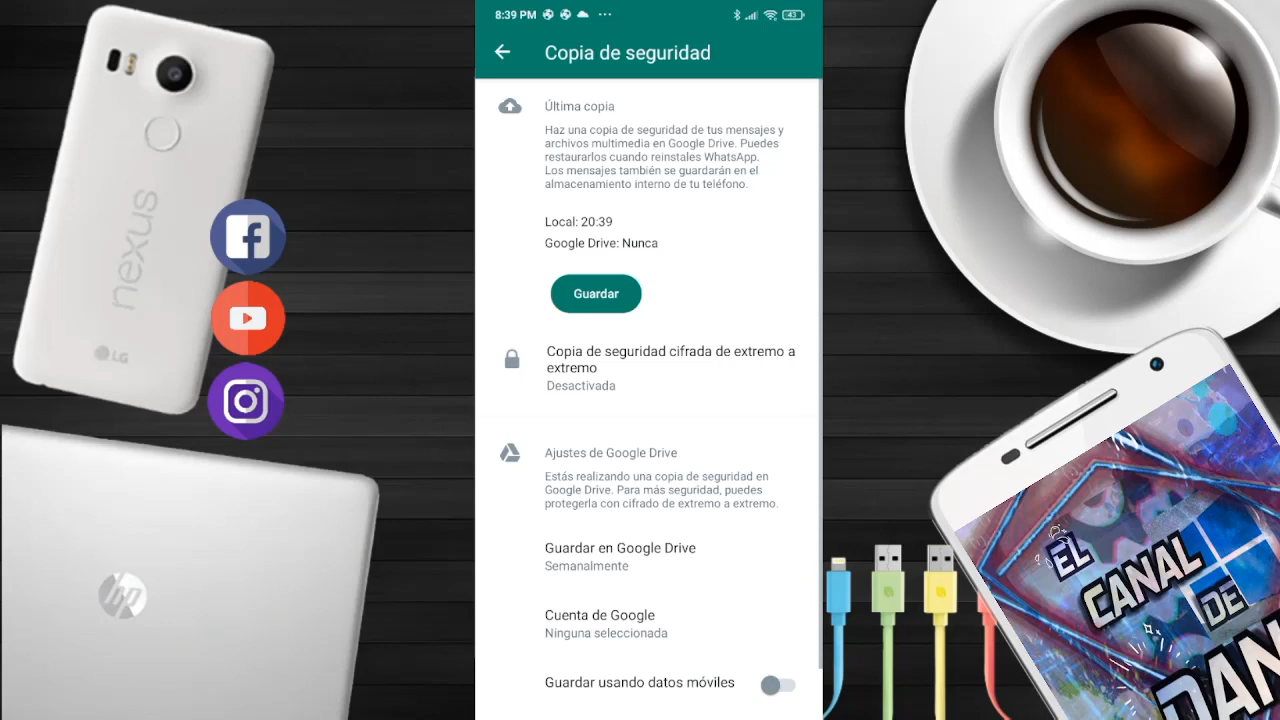 8:39 PM
43
Copia de seguridad
Última copia
Haz una copia de seguridad de tus mensajes y
archivos multimedia en Google Drive. Puedes
restaurarlos cuando reinstales WhatsApp.
Los mensajes también se guardarán en el
almacenamiento interno de tu teléfono.
Local: 20:39
Google Drive: Nunca
Guardar
Copia de seguridad cifrada de extremo a
extremo
Desactivada
Ajustes de Google Drive
Estás realizando una copia de seguridad en
Google Drive. Para más seguridad, puedes
protegerla con cifrado de extremo a extremo.
Guardar en Google Drive
Semanalmente
Cuenta de Google
Ninguna seleccionada
Guardar usando datos móviles
nexus
LG
hp
EL
CANAL
DE